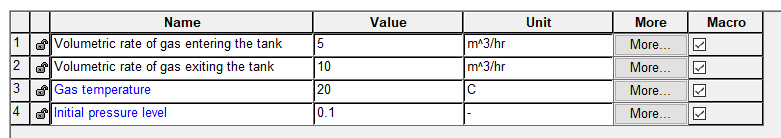 Name Value Unit More Macro
1 Volumetric rate of gas entering the tank 5 m^3/hr More...
2 Volumetric rate of gas exiting the tank 10 m^3/hr More...
3 Gas temperature 20 C More...
4 Initial pressure level 0.1 - More...